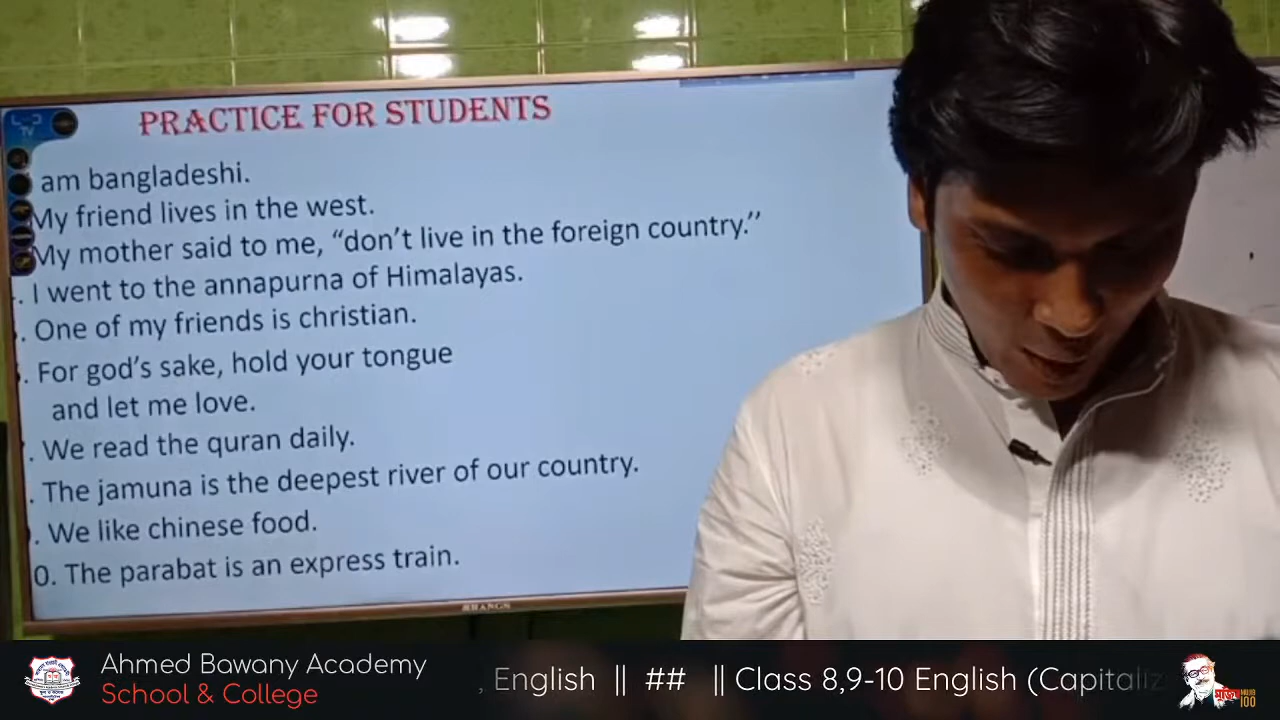 TV
PRACTICE FOR STUDENTS
am bangladeshi.
My friend lives in the west.
My mother said to me, “don’t live in the foreign country.”
. I went to the annapurna of Himalayas.
. One of my friends is christian.
. For god’s sake, hold your tongue
and let me love.
. We read the quran daily.
. The jamuna is the deepest river of our country.
. We like chinese food.
0. The parabat is an express train.
Ahmed Bawany Academy
School & College
, English || ## || Class 8,9-10 English (Capitaliz
মুজিব MUJIB
100